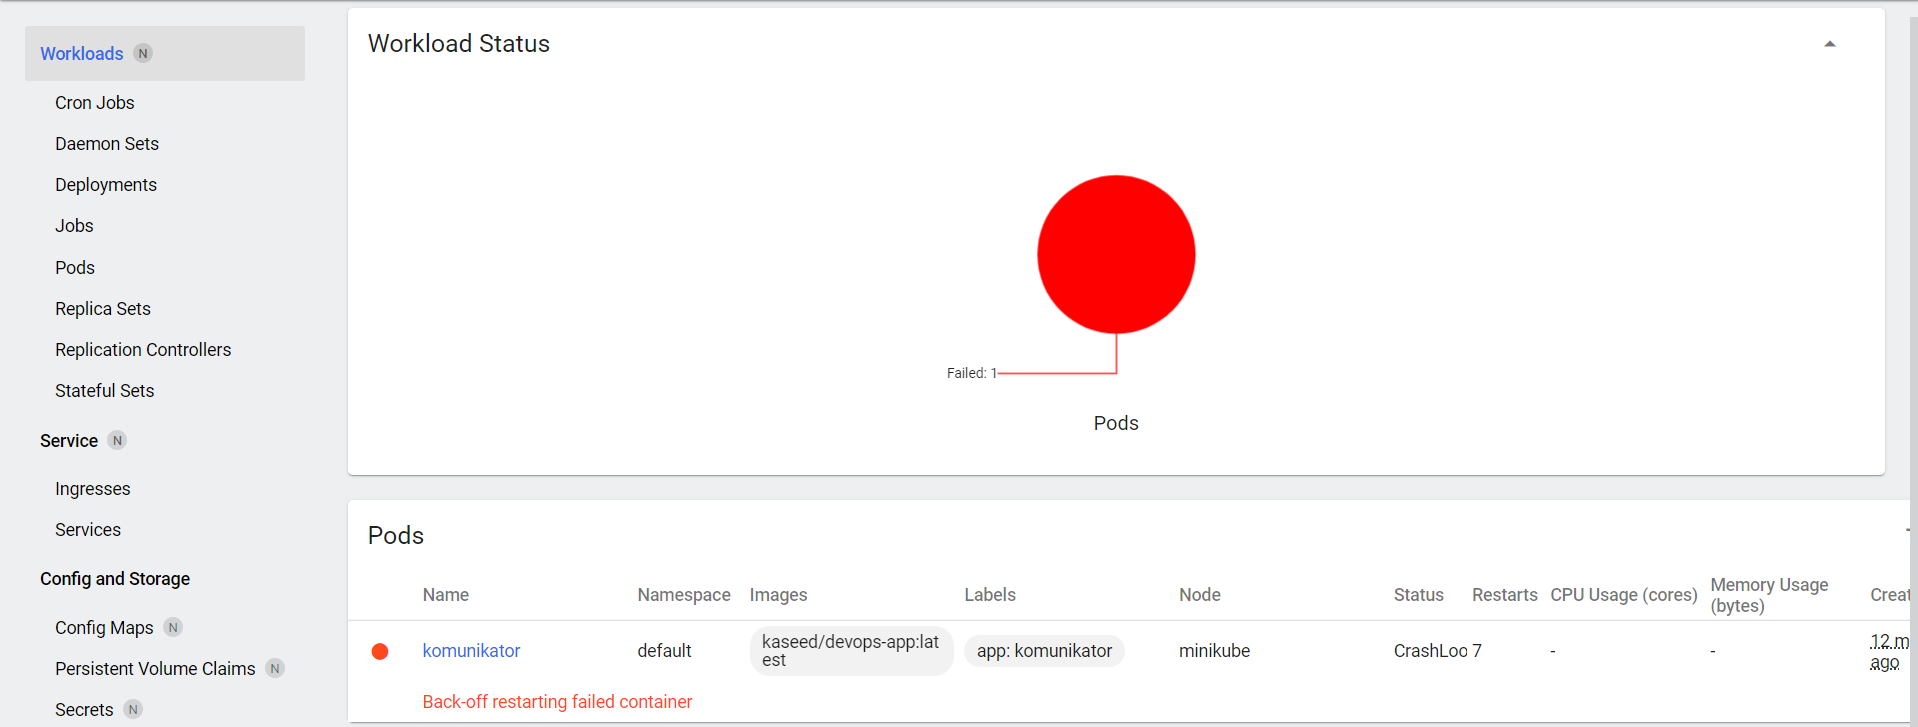 Workloads N
Cron Jobs
Daemon Sets
Deployments
Jobs
Pods
Replica Sets
Replication Controllers
Stateful Sets
Service N
Ingresses
Services
Config and Storage
Config Maps N
Persistent Volume Claims N
Secrets N
Workload Status
Failed: 1
Pods
Pods
Name Namespace Images Labels Node Status Restarts CPU Usage (cores) Memory Usage (bytes) Creat
komunikator default kaseed/devops-app:lat
est app: komunikator minikube CrashLoo 7 - - 12 m
ago
Back-off restarting failed container